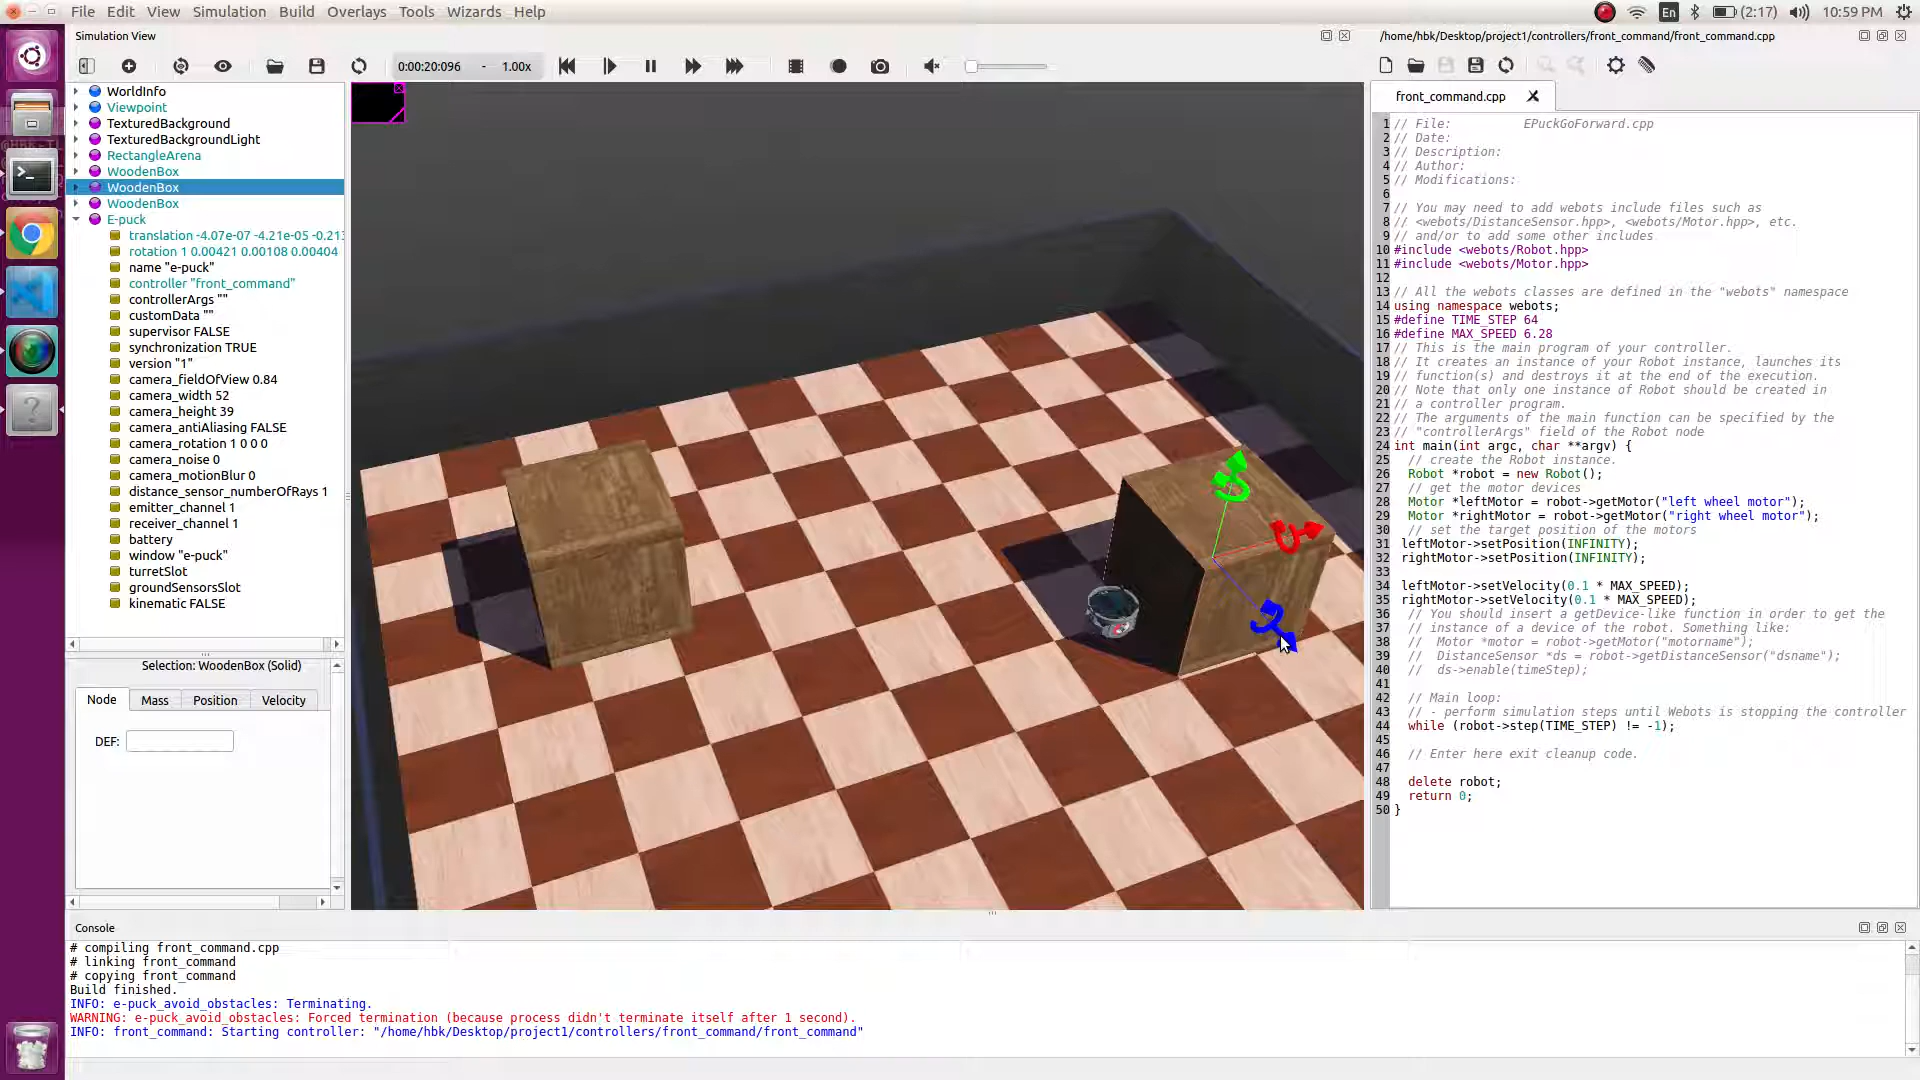 File Edit View Simulation Build Overlays Tools Wizards Help
En (2:17) 10:59 PM
Simulation View
/home/hbk/Desktop/project1/controllers/front_command/front_command.cpp
0:00:20:096 - 1.00x
WorldInfo
Viewpoint
TexturedBackground
TexturedBackgroundLight
RectangleArena
WoodenBox
WoodenBox
WoodenBox
E-puck
translation -4.07e-07 -4.21e-05 -0.213
rotation 1 0.00421 0.00108 0.00404
name "e-puck"
controller "front_command"
controllerArgs ""
customData ""
supervisor FALSE
synchronization TRUE
version "1"
camera_fieldOfView 0.84
camera_width 52
camera_height 39
camera_antiAliasing FALSE
camera_rotation 1 0 0 0
camera_noise 0
camera_motionBlur 0
distance_sensor_numberOfRays 1
emitter_channel 1
receiver_channel 1
battery
window "e-puck"
turretSlot
groundSensorsSlot
kinematic FALSE
Selection: WoodenBox (Solid)
Node Mass Position Velocity
DEF:
front_command.cpp
1 // File: EPuckGoForward.cpp
2 // Date:
3 // Description:
4 // Author:
5 // Modifications:
6
7 // You may need to add webots include files such as
8 // <webots/DistanceSensor.hpp>, <webots/Motor.hpp>, etc.
9 // and/or to add some other includes
10 #include <webots/Robot.hpp>
11 #include <webots/Motor.hpp>
12
13 // All the webots classes are defined in the "webots" namespace
14 using namespace webots;
15 #define TIME_STEP 64
16 #define MAX_SPEED 6.28
17 // This is the main program of your controller.
18 // It creates an instance of your Robot instance, launches its
19 // function(s) and destroys it at the end of the execution.
20 // Note that only one instance of Robot should be created in
21 // a controller program.
22 // The arguments of the main function can be specified by the
23 // "controllerArgs" field of the Robot node
24 int main(int argc, char **argv) {
25 // create the Robot instance.
26 Robot *robot = new Robot();
27 // get the motor devices
28 Motor *leftMotor = robot->getMotor("left wheel motor");
29 Motor *rightMotor = robot->getMotor("right wheel motor");
30 // set the target position of the motors
31 leftMotor->setPosition(INFINITY);
32 rightMotor->setPosition(INFINITY);
33
34 leftMotor->setVelocity(0.1 * MAX_SPEED);
35 rightMotor->setVelocity(0.1 * MAX_SPEED);
36 // You should insert a getDevice-like function in order to get the
37 // instance of a device of the robot. Something like:
38 // Motor *motor = robot->getMotor("motorname");
39 // DistanceSensor *ds = robot->getDistanceSensor("dsname");
40 // ds->enable(timeStep);
41
42 // Main loop:
43 // - perform simulation steps until Webots is stopping the controller
44 while (robot->step(TIME_STEP) != -1);
45
46 // Enter here exit cleanup code.
47
48 delete robot;
49 return 0;
50 }
Console
# compiling front_command.cpp
# linking front_command
# copying front_command
Build finished.
INFO: e-puck_avoid_obstacles: Terminating.
WARNING: e-puck_avoid_obstacles: Forced termination (because process didn't terminate itself after 1 second).
INFO: front_command: Starting controller: "/home/hbk/Desktop/project1/controllers/front_command/front_command"